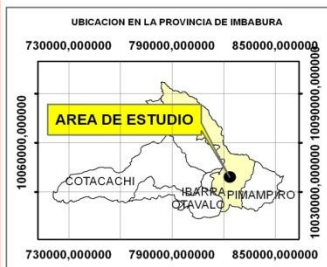 UBICACION EN LA PROVINCIA DE IMBABURA
730000,000000 790000,000000 850000,000000
10060000,000000
10090000,000000
10030000,000000
AREA DE ESTUDIO
COTACACHI
IBARRA
PIMAMPIRO
OTAVALO
730000,000000 790000,000000 850000,000000